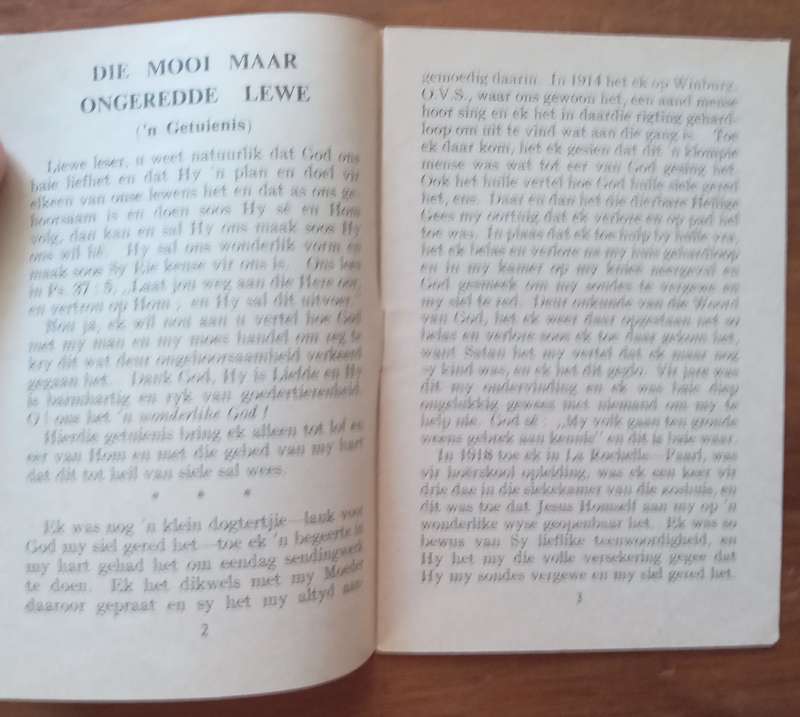 DIE MOOI MAAR
ONGEREDDE LEWE
('n Getuienis)
Liewe leser, u weet natuurlik dat God ons
baie liefhet en dat Hy 'n plan en doel vir
elkeen van onse lewens het en dat as ons ge-
hoorsaam is en doen soos Hy sê en Hom
volg, dan kan en sal Hy ons maak soos Hy
ons wil hê. Hy sal ons wonderlik vorm en
maak soos Sy keuse vir ons is. Ons lees
in Ps. 37 : 5, „Laat jou weg aan die Here oor,
en vertrou op Hom ; en Hy sal dit uitvoer."
Nou ja, ek wil nou aan u vertel hoe God
met my man en my moes handel om reg te
kry dit wat deur ongehoorsaamheid verkeerd
gegaan het. Dank God, Hy is Liefde en Hy
is barmhartig en ryk van goedertierenheid.
O! ons het 'n wonderlike God!
Hierdie getuienis bring ek alleen tot lof en
eer van Hom en met die gebed van my hart
dat dit tot heil van siele sal wees.
* * *
Ek was nog 'n klein dogtertjie—lank voor
God my siel gered het—toe ek 'n begeerte in
my hart gehad het om eendag sendingwerk
te doen. Ek het dikwels met my Moeder
daaroor gepraat en sy het my altyd aan-
2
gemoedig daarin. In 1914 het ek op Winburg,
O.V.S., waar ons gewoon het, een aand mense
hoor sing en ek het in daardie rigting gehard-
loop om uit te vind wat aan die gang is. Toe
ek daar kom, het ek gesien dat dit 'n klompie
mense was wat tot eer van God gesing het.
Ook het hulle vertel hoe God hulle siele gered
het, ens. Daar en dan het die dierbare Heilige
Gees my oortuig dat ek verlore en op pad hel
toe was. In plaas dat ek toe hulp by hulle vra,
het ek belas en verlore na my huis gehardloop
en in my kamer op my knieë neergeval en
God gesmeek om my sondes te vergewe en
my siel te red. Deur onkunde van die Woord
van God, het ek weer daar opgestaan net so
belas en verlore soos ek toe daar gekom het,
want Satan het my vertel dat ek maar nog
sy kind was, en ek het dit geglo. Vir jare was
dit my ondervinding en ek was baie diep
ongelukkig gewees met niemand om my te
help nie. God sê : „My volk gaan ten gronde
weens gebrek aan kennis" en dit is baie waar.
In 1918 toe ek in La Rochelle—Paarl, was
vir hoërskool opleiding, was ek een keer vir
drie dae in die siekekamer van die koshuis, en
dit was toe dat Jesus Homself aan my op 'n
wonderlike wyse geopenbaar het. Ek was so
bewus van Sy lieflike teenwoordigheid, en
Hy het my die volle versekering gegee dat
Hy my sondes vergewe en my siel gered het.
3